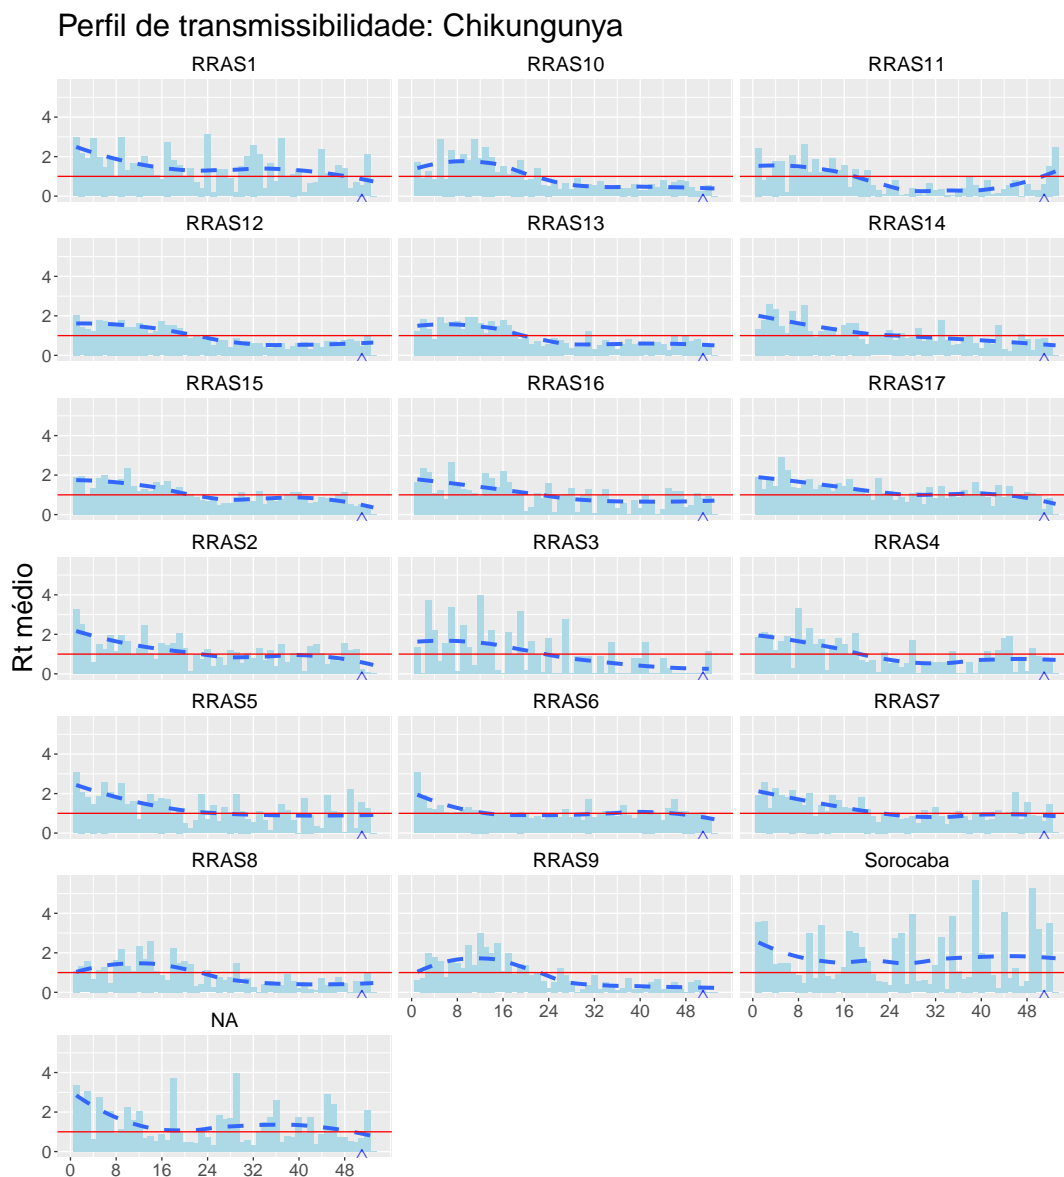 Perfil de transmissibilidade: Chikungunya
RRAS1 RRAS10 RRAS11
4
2
0
RRAS12 RRAS13 RRAS14
4
2
0
RRAS15 RRAS16 RRAS17
4
2
0
RRAS2 RRAS3 RRAS4
4
2
0
Rt médio
RRAS5 RRAS6 RRAS7
4
2
0
RRAS8 RRAS9 Sorocaba
4
2
0
0 8 16 24 32 40 48 0 8 16 24 32 40 48
NA
4
2
0
0 8 16 24 32 40 48